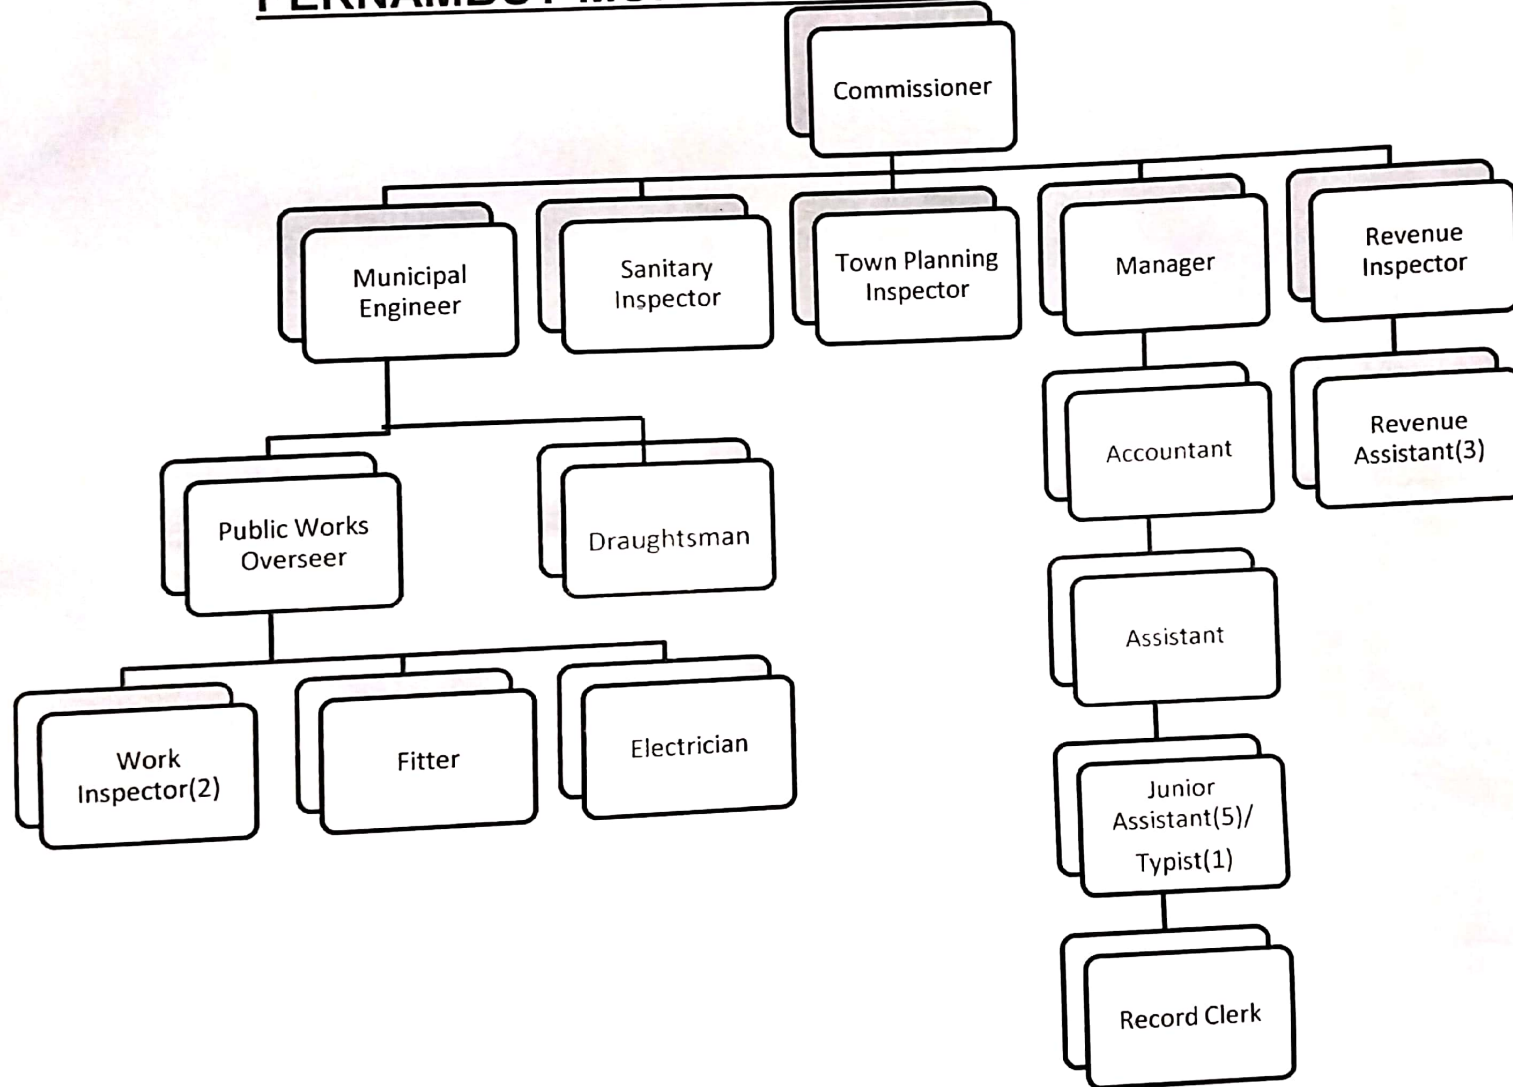 Commissioner
Municipal
Engineer
Sanitary
Inspector
Town Planning
Inspector
Manager
Revenue
Inspector
Public Works
Overseer
Draughtsman
Accountant
Revenue
Assistant(3)
Work
Inspector(2)
Fitter
Electrician
Assistant
Junior
Assistant(5)/
Typist(1)
Record Clerk